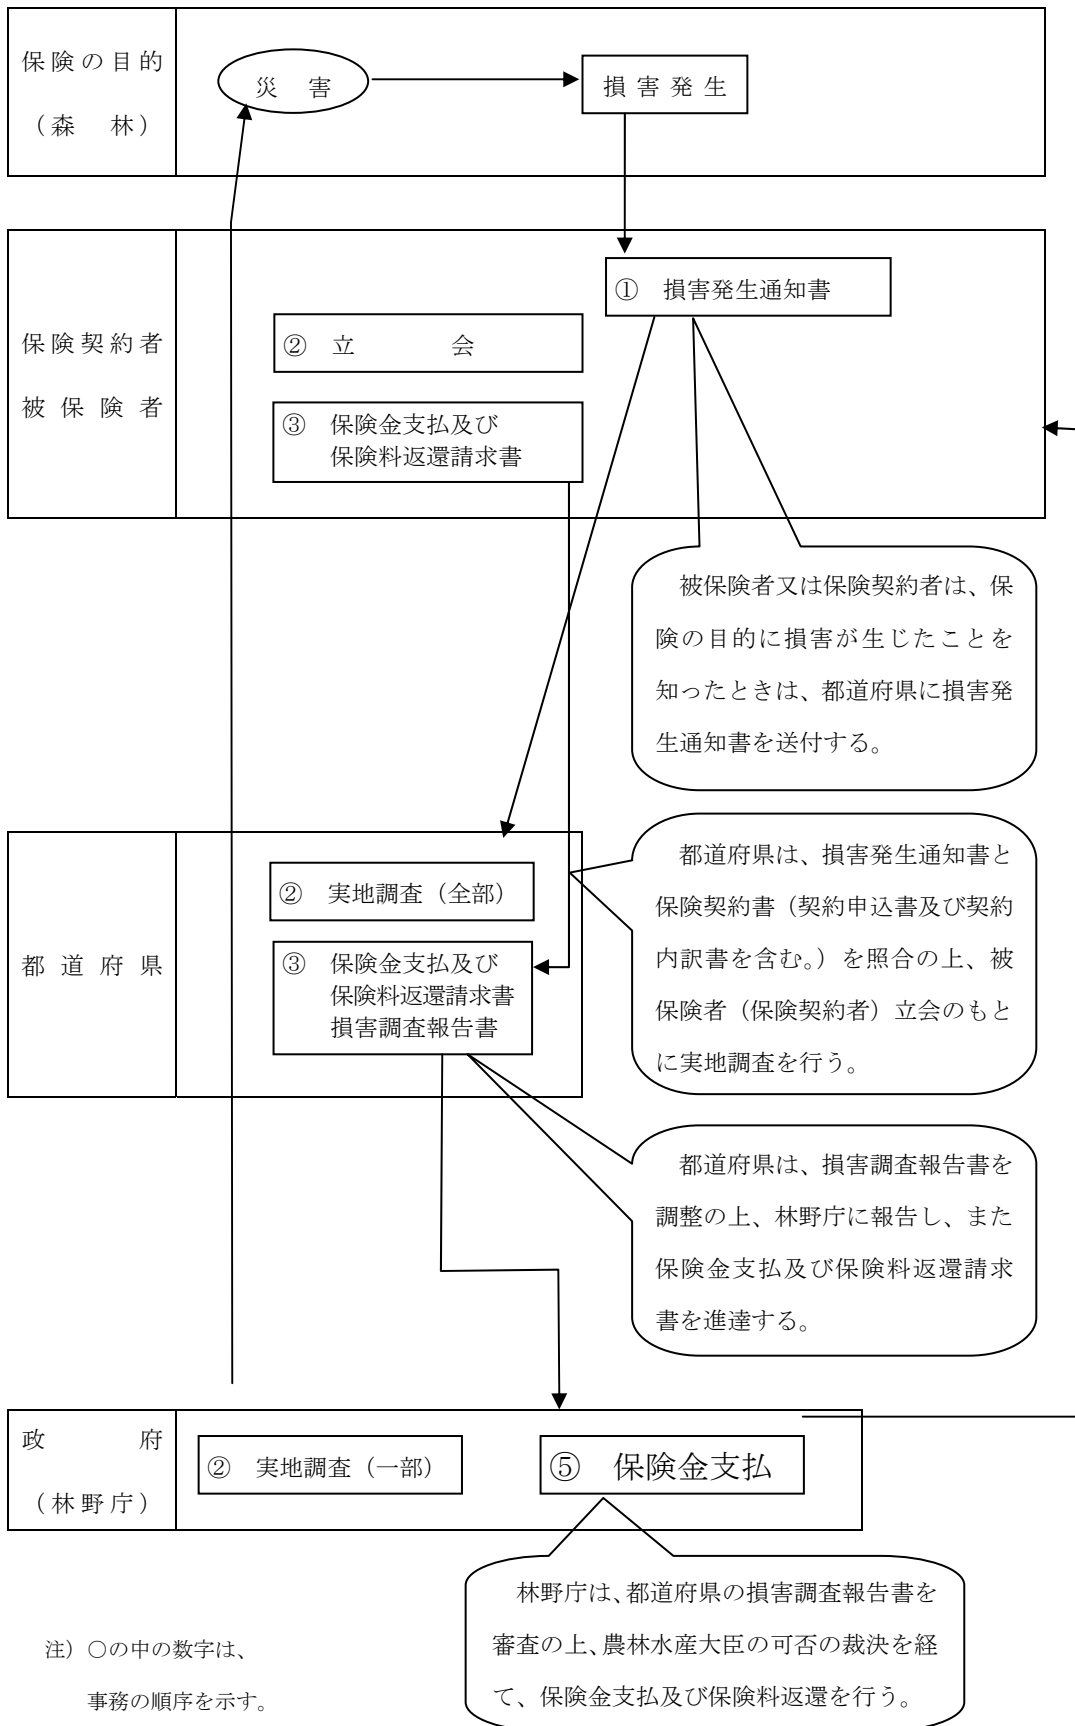 保険の目的
（森　林）
災　害
損害発生
保険契約者
被保険者
①　損害発生通知書
②　立　　　会
③　保険金支払及び
保険料返還請求書
被保険者又は保険契約者は、保
険の目的に損害が生じたことを
知ったときは、都道府県に損害発
生通知書を送付する。
都道府県
②　実地調査（全部）
③　保険金支払及び
保険料返還請求書
損害調査報告書
都道府県は、損害発生通知書と
保険契約書（契約申込書及び契約
内訳書を含む。）を照合の上、被
保険者（保険契約者）立会のもと
に実地調査を行う。
都道府県は、損害調査報告書を
調整の上、林野庁に報告し、また
保険金支払及び保険料返還請求
書を進達する。
政　　　府
（林野庁）
②　実地調査（一部）
⑤　保険金支払
林野庁は、都道府県の損害調査報告書を
審査の上、農林水産大臣の可否の裁決を経
て、保険金支払及び保険料返還を行う。
注）○の中の数字は、
事務の順序を示す。